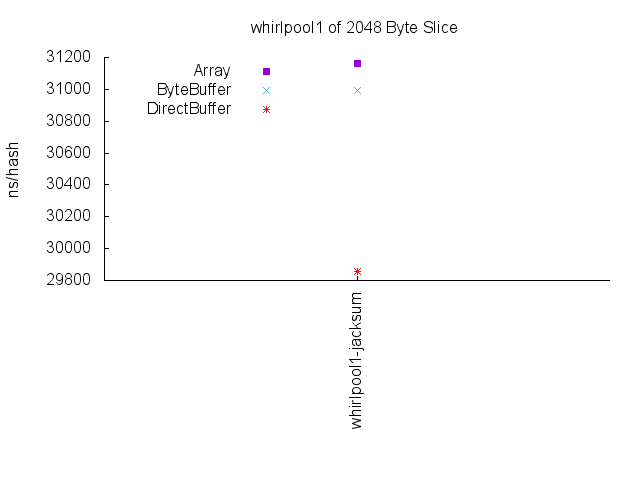 whirlpool1 of 2048 Byte Slice
31200
31000
30800
30600
30400
30200
30000
29800
ns/hash
Array
ByteBuffer
DirectBuffer
whirlpool1-jacksum